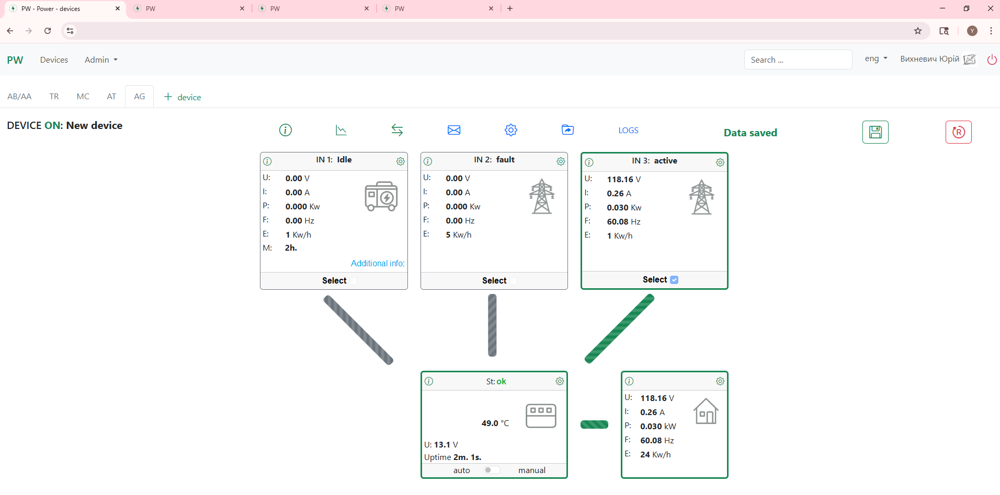 PW - Power - devices
PW
PW
PW
Y
PW Devices Admin Search ... eng Вихневич Юрій
AB/AA TR MC AT AG + device
DEVICE ON: New device
LOGS
Data saved
R
IN 1: Idle
U: 0.00 V
I: 0.00 A
P: 0.000 Kw
F: 0.00 Hz
E: 1 Kw/h
M: 2h.
Additional info:
Select
IN 2: fault
U: 0.00 V
I: 0.00 A
P: 0.000 Kw
F: 0.00 Hz
E: 5 Kw/h
Select
IN 3: active
U: 118.16 V
I: 0.26 A
P: 0.030 Kw
F: 60.08 Hz
E: 1 Kw/h
Select
St: ok
49.0 °C
U: 13.1 V
Uptime 2m. 1s.
auto manual
U: 118.16 V
I: 0.26 A
P: 0.030 kW
F: 60.08 Hz
E: 24 Kw/h